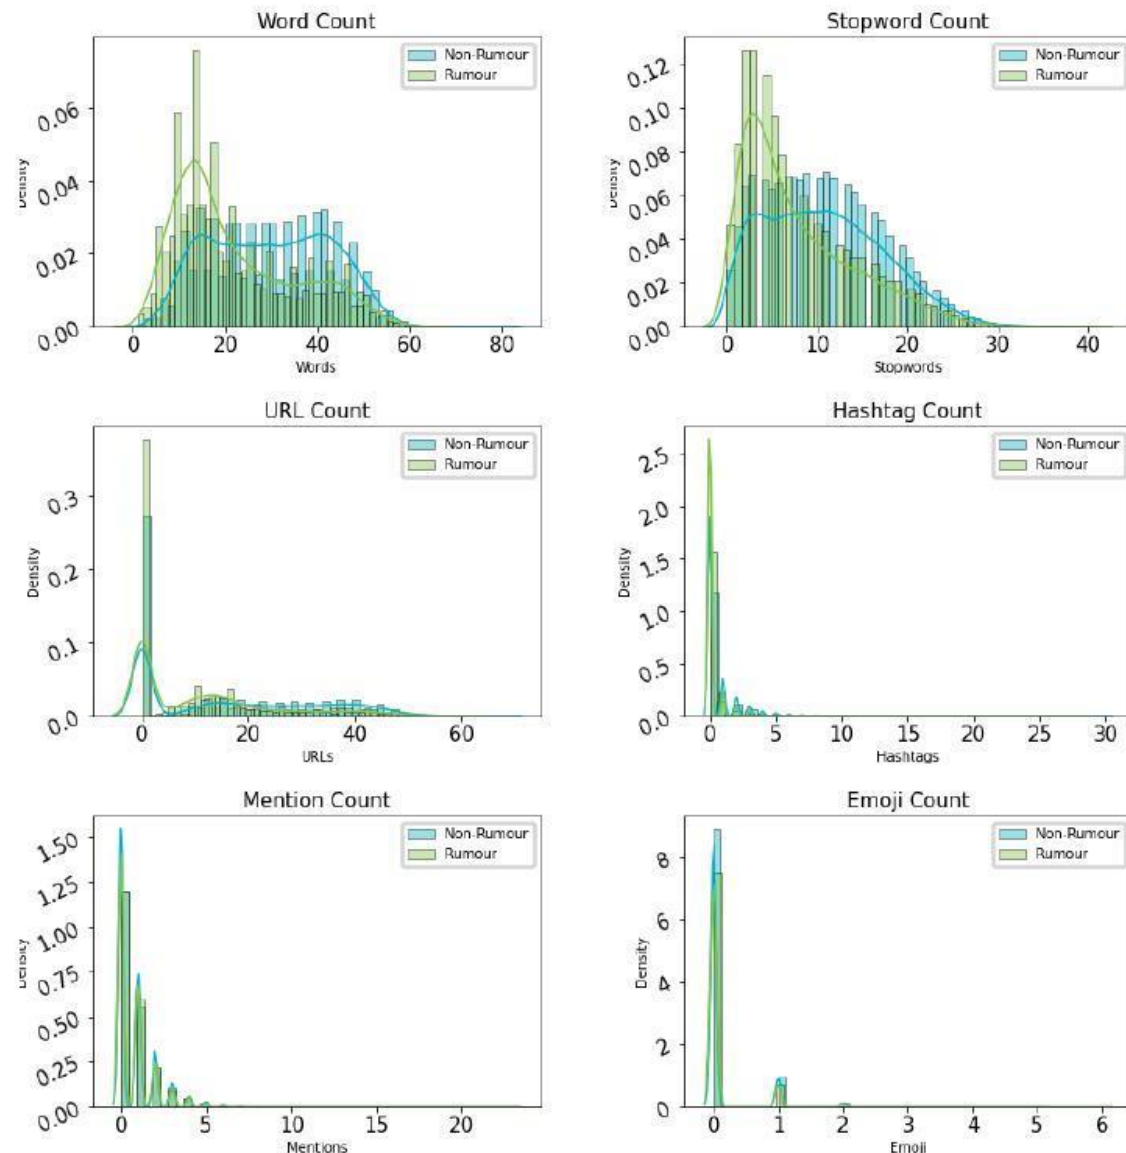 Word Count
Non-Rumour
Rumour
Density
0.06
0.04
0.02
0.00
0
20
40
60
80
Words
Stopword Count
Non-Rumour
Rumour
Density
0.12
0.10
0.08
0.06
0.04
0.02
0.00
0
10
20
30
40
Stopwords
URL Count
Non-Rumour
Rumour
Density
0.3
0.2
0.1
0.0
0
20
40
60
URLs
Hashtag Count
Non-Rumour
Rumour
Density
2.5
2.0
1.5
1.0
0.5
0.0
0
5
10
15
20
25
30
Hashtags
Mention Count
Non-Rumour
Rumour
Density
1.50
1.25
1.00
0.75
0.50
0.25
0.00
0
5
10
15
20
Mentions
Emoji Count
Non-Rumour
Rumour
Density
8
6
4
2
0
0
1
2
3
4
5
6
Emoji